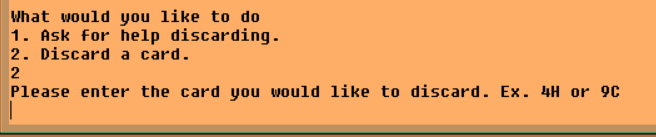 What would you like to do
1. Ask for help discarding.
2. Discard a card.
2
Please enter the card you would like to discard. Ex. 4H or 9C